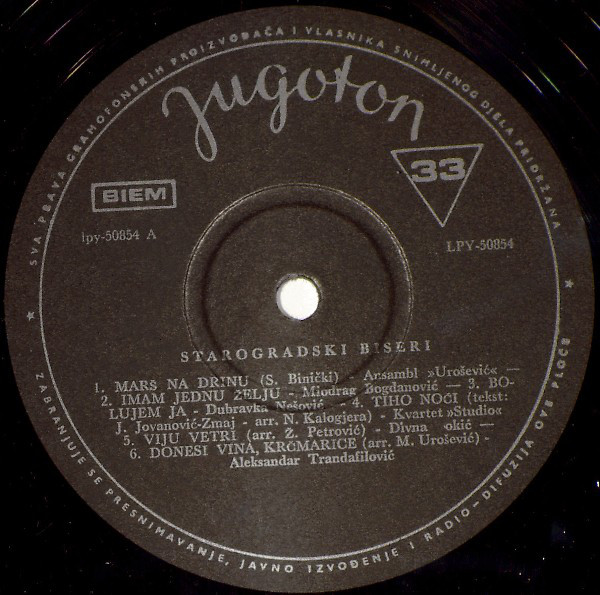 SVA PRAVA GRAMOFONSKIH PROIZVOĐAČA I VLASNIKA SNIMLJENOG DJELA PRIDRŽANA
Jugoton
33
BIEM
lpy-50854 A
LPY-50854
STAROGRADSKI BISERI
1. MARS NA DRINU (S. Binički) - Ansambl »Urošević« —
2. IMAM JEDNU ŽELJU - Miodrag Bogdanović — 3. BO-
LUJEM JA - Dubravka Nešović — 4. TIHO NOĆI (tekst:
J. Jovanović-Zmaj - arr. N. Kalogjera) - Kvartet »Studio«
— 5. VIJU VETRI (arr. Ž. Petrović) - Divna okić —
6. DONESI VINA, KRČMARICE (arr. M. Urošević) -
Aleksandar Trandafilović
ZABRANJUJE SE PRESNIMAVANJE, JAVNO IZVOĐENJE I RADIO-DIFUZIJA OVE PLOČE